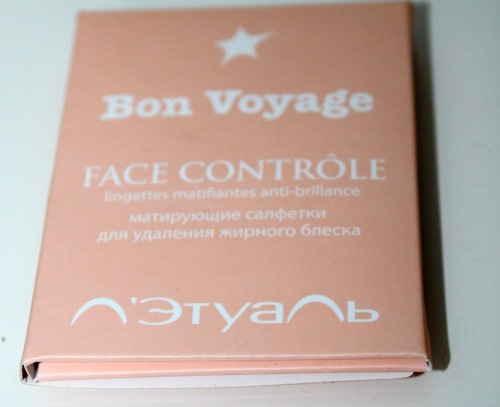 Bon Voyage
FACE CONTRÔLE
lingettes matifiantes anti-brillance
матирующие салфетки
для удаления жирного блеска
Л'Этуаль